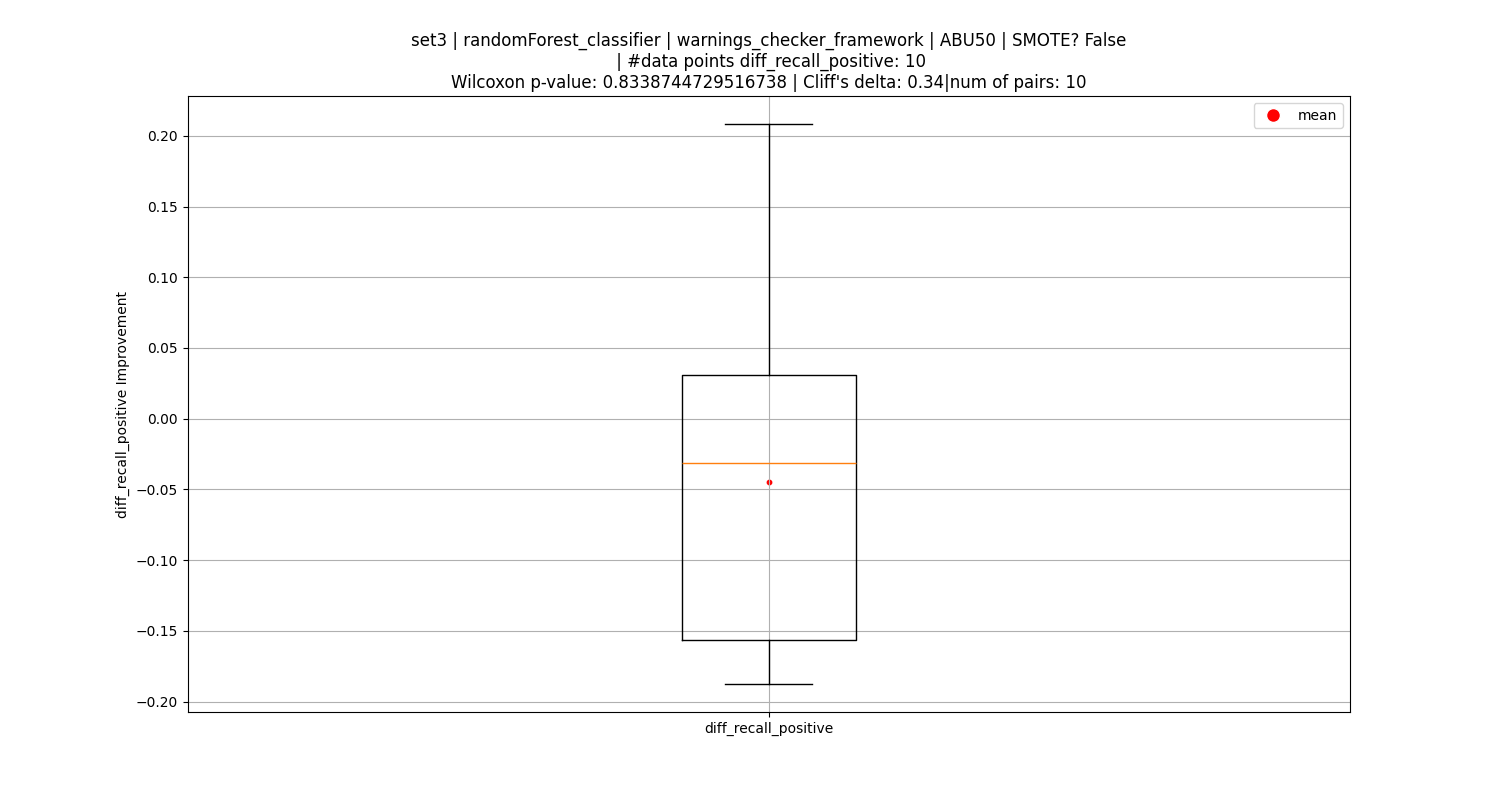 set3 | randomForest_classifier | warnings_checker_framework | ABU50 | SMOTE? False
| #data points diff_recall_positive: 10
Wilcoxon p-value: 0.8338744729516738 | Cliff's delta: 0.34|num of pairs: 10
mean
0.20
0.15
0.10
0.05
0.00
−0.05
−0.10
−0.15
−0.20
diff_recall_positive Improvement
diff_recall_positive